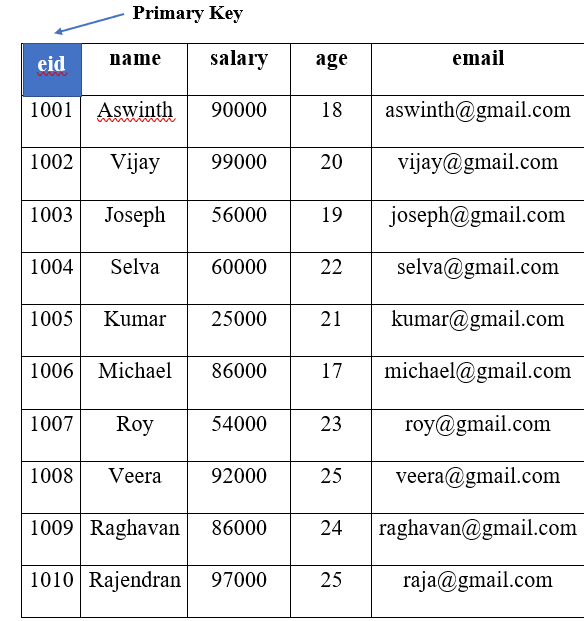 Primary Key
eid name salary age email
1001 Aswinth 90000 18 aswinth@gmail.com
1002 Vijay 99000 20 vijay@gmail.com
1003 Joseph 56000 19 joseph@gmail.com
1004 Selva 60000 22 selva@gmail.com
1005 Kumar 25000 21 kumar@gmail.com
1006 Michael 86000 17 michael@gmail.com
1007 Roy 54000 23 roy@gmail.com
1008 Veera 92000 25 veera@gmail.com
1009 Raghavan 86000 24 raghavan@gmail.com
1010 Rajendran 97000 25 raja@gmail.com